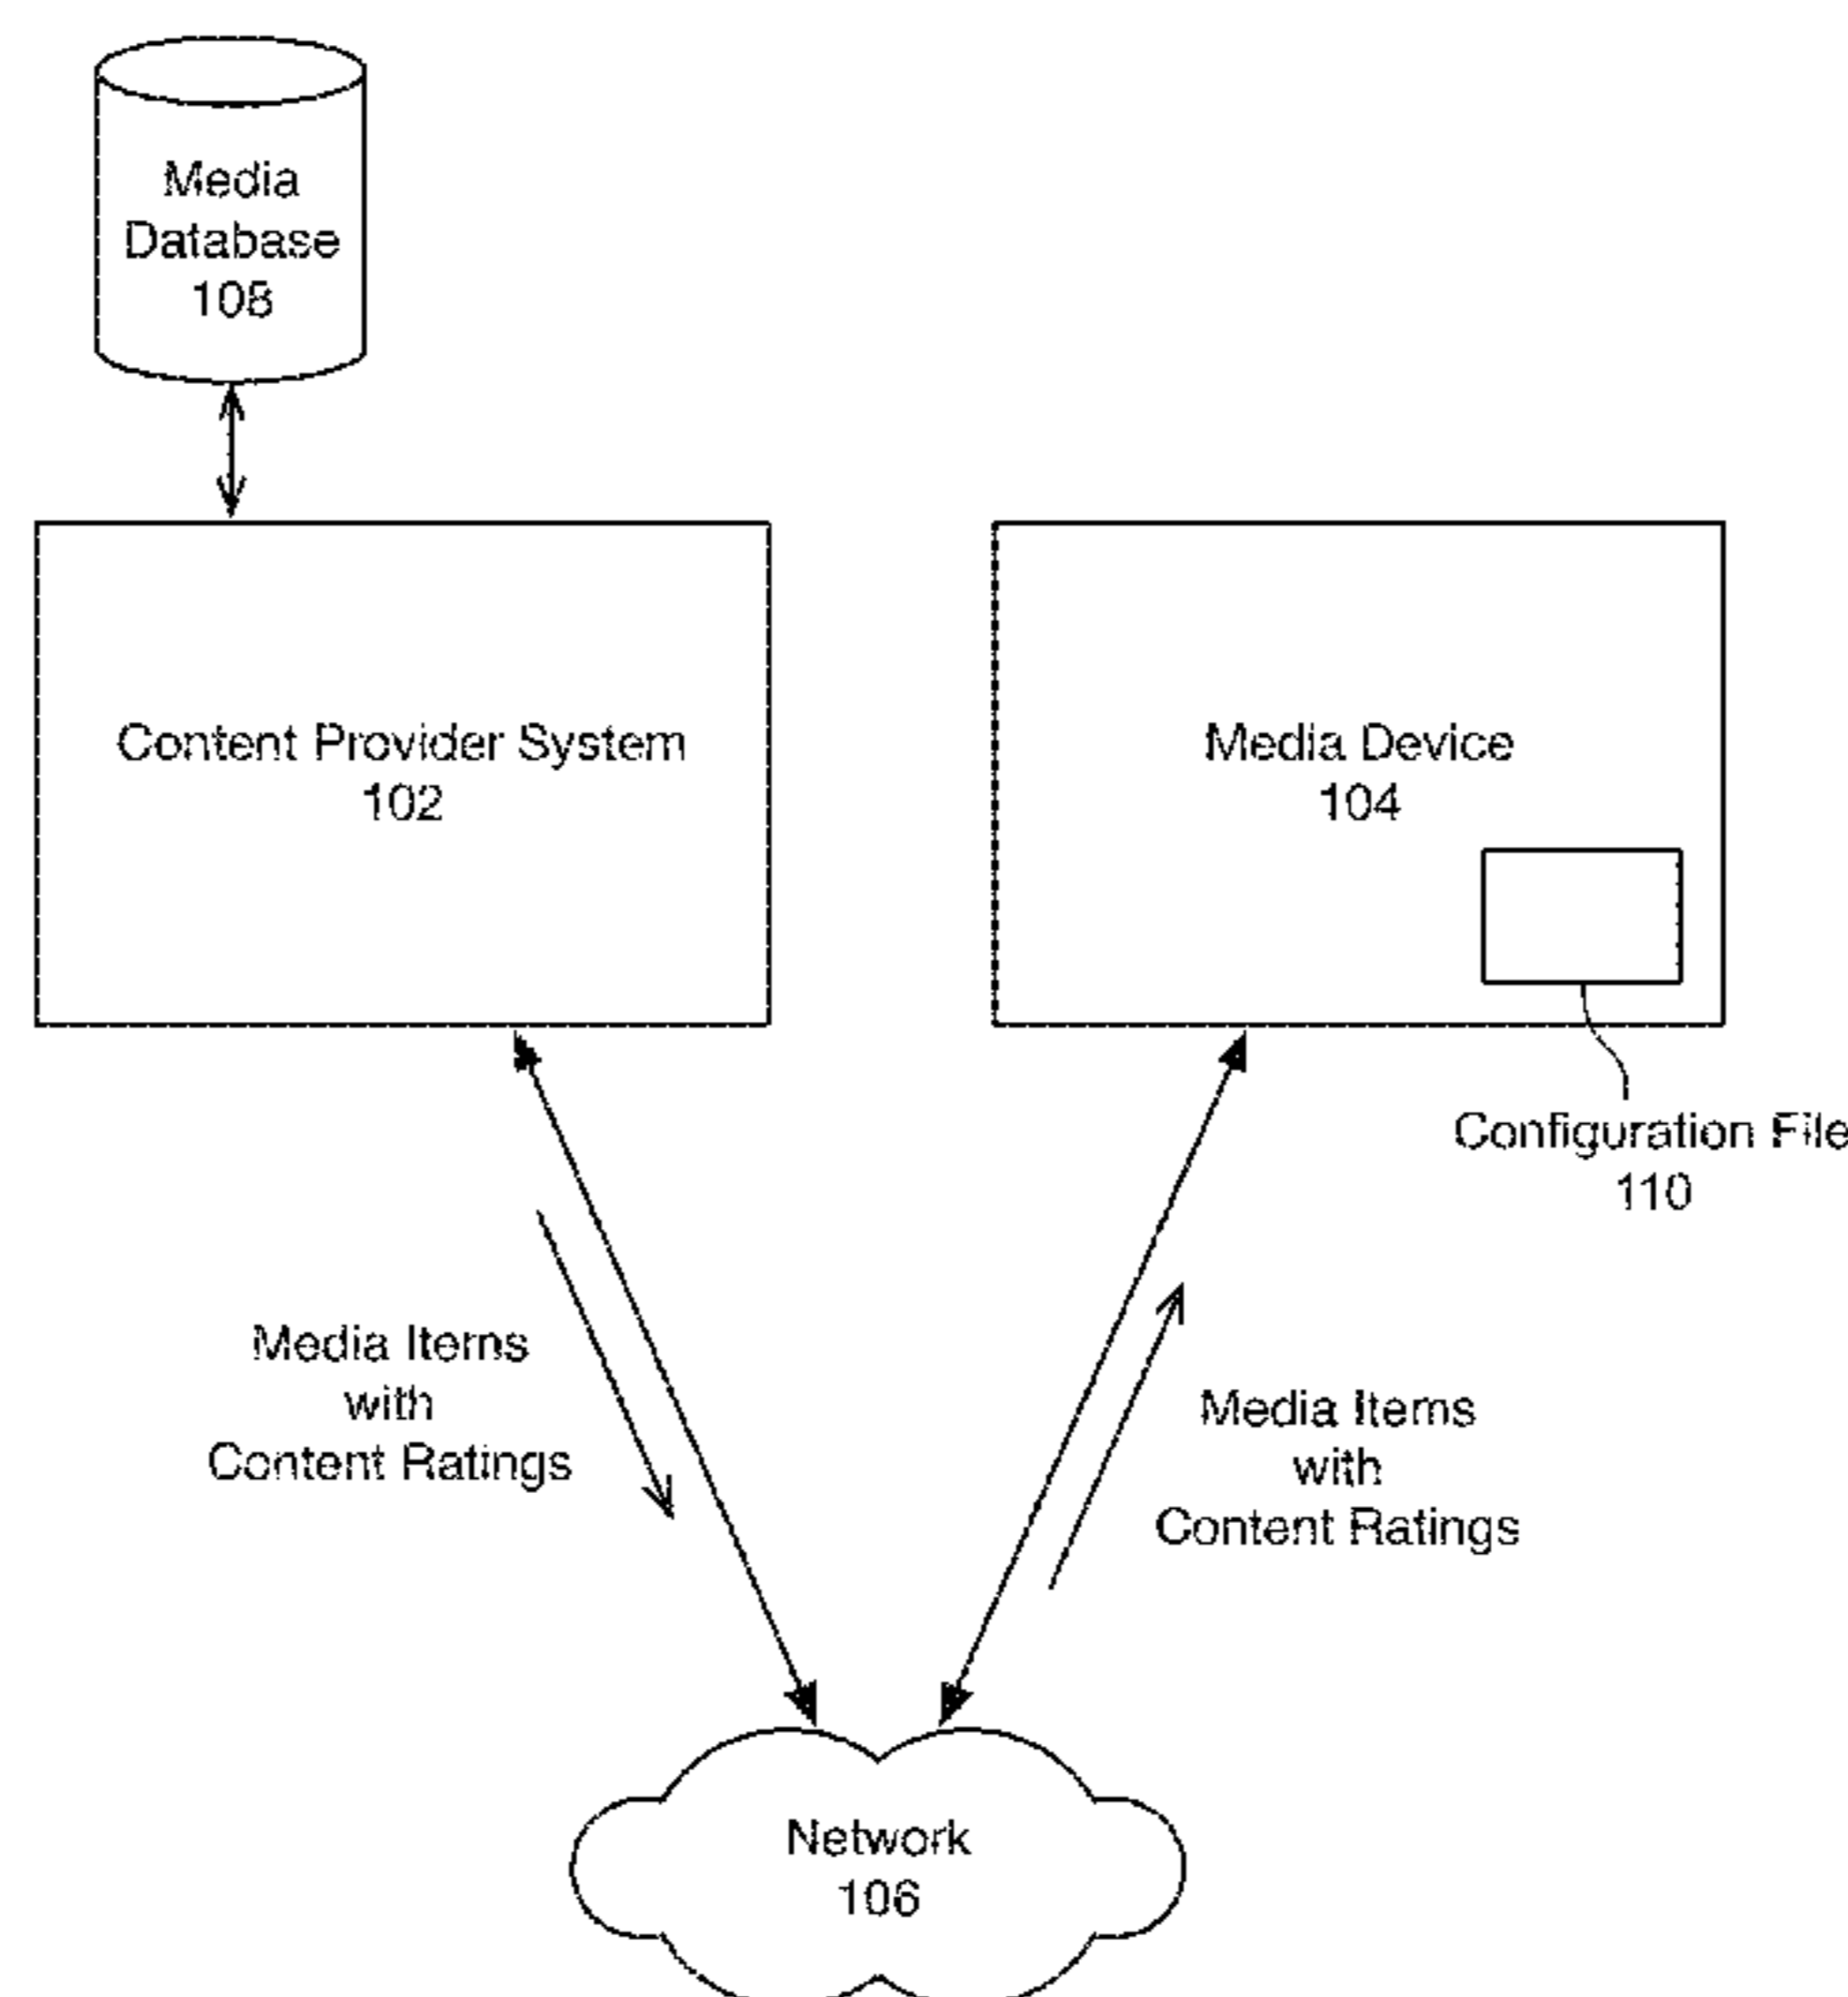 Media
Database
108
Content Provider System
102
Media Device
104
Configuration File
110
Media Items
with
Content Ratings
Media Items
with
Content Ratings
Network
106